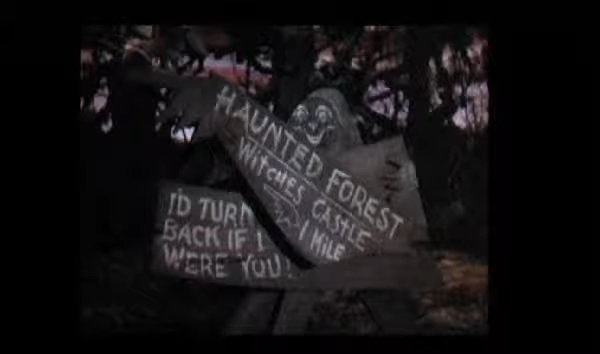 HAUNTED FOREST
WITCHES CASTLE
1 MILE
I'D TURN
BACK IF I
WERE YOU!